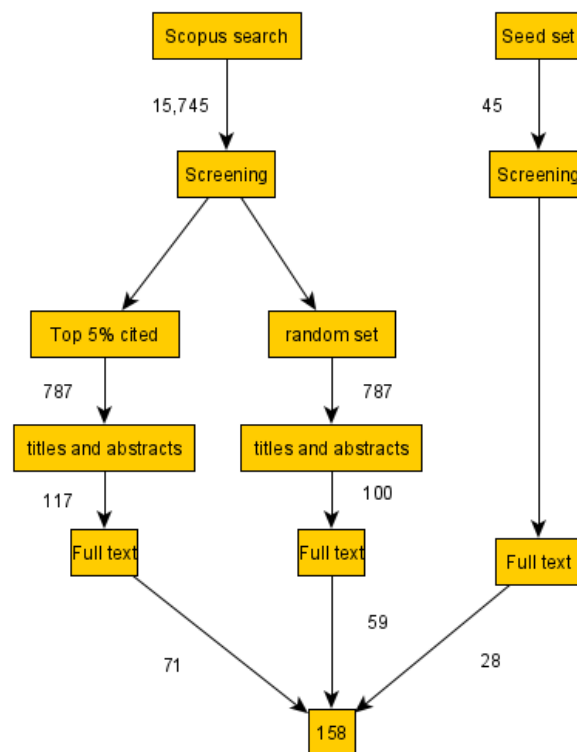 Scopus search
Seed set
15,745
45
Screening
Screening
Top 5% cited
random set
787
787
titles and abstracts
titles and abstracts
117
100
Full text
Full text
Full text
71
59
28
158